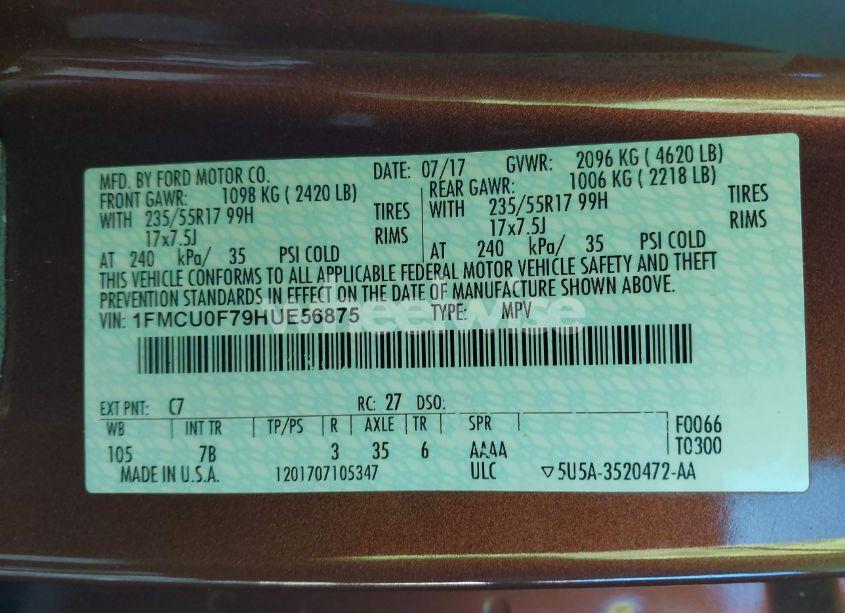 MFD. BY FORD MOTOR CO. DATE: 07/17 GVWR: 2096 KG ( 4620 LB)
FRONT GAWR: 1098 KG ( 2420 LB) REAR GAWR: 1006 KG ( 2218 LB)
WITH 235/55R17 99H TIRES WITH 235/55R17 99H TIRES
17x7.5J RIMS 17x7.5J RIMS
AT 240 kPa/ 35 PSI COLD AT 240 kPa/ 35 PSI COLD
THIS VEHICLE CONFORMS TO ALL APPLICABLE FEDERAL MOTOR VEHICLE SAFETY AND THEFT
PREVENTION STANDARDS IN EFFECT ON THE DATE OF MANUFACTURE SHOWN ABOVE.
VIN: 1FMCU0F79HUE56875 TYPE: MPV
wheelerwise
EXT PNT: C7 RC: 27 DSO:
WB INT TR TP/PS R AXLE TR SPR F0066
105 7B 3 35 6 AAAA T0300
MADE IN U.S.A. 1201707105347 ULC ▽5U5A-3520472-AA